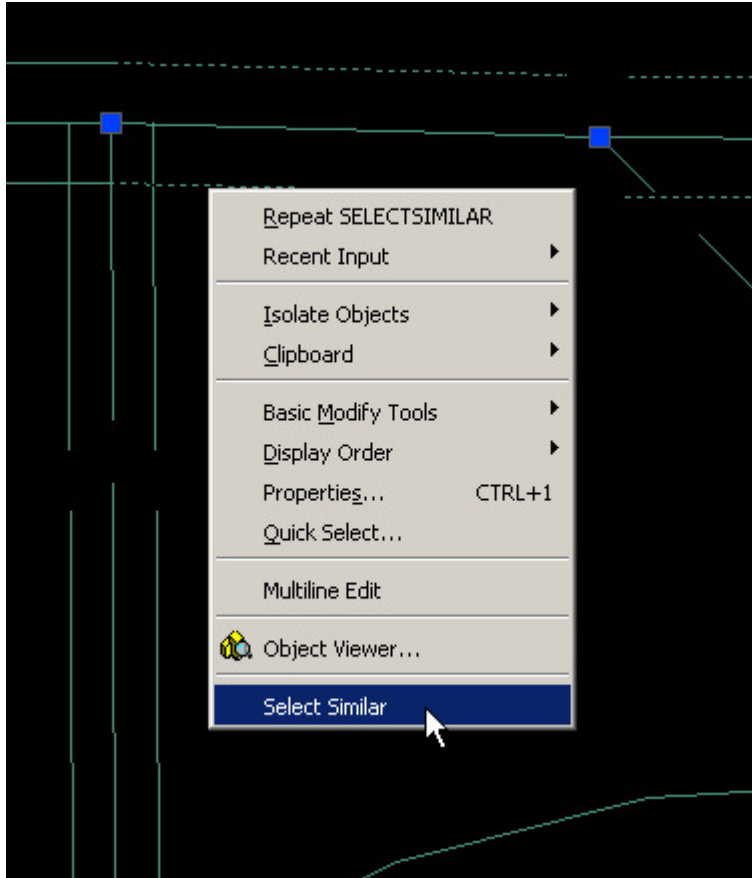 Repeat SELECTSIMILAR
Recent Input
Isolate Objects
Clipboard
Basic Modify Tools
Display Order
Properties... CTRL+1
Quick Select...
Multiline Edit
Object Viewer...
Select Similar